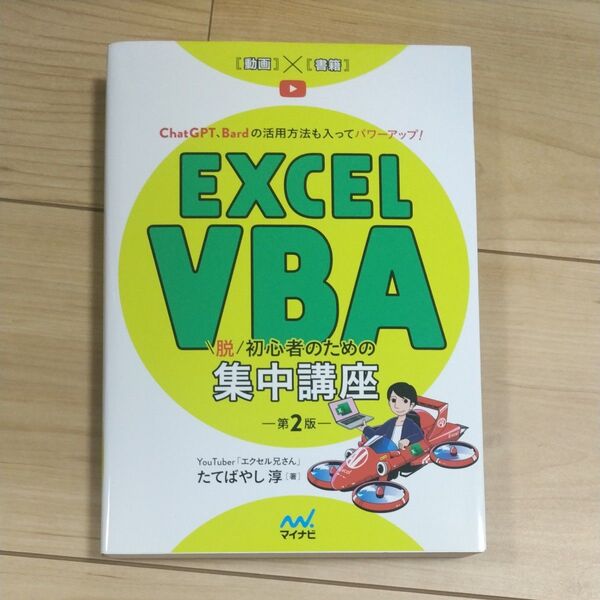 ［動画］×［書籍］
ChatGPT、Bardの活用方法も入ってパワーアップ！
EXCEL
VBA
\脱/初心者のための
集中講座
―第2版―
YouTuber「エクセル兄さん」
たてばやし 淳［著］
マイナビ